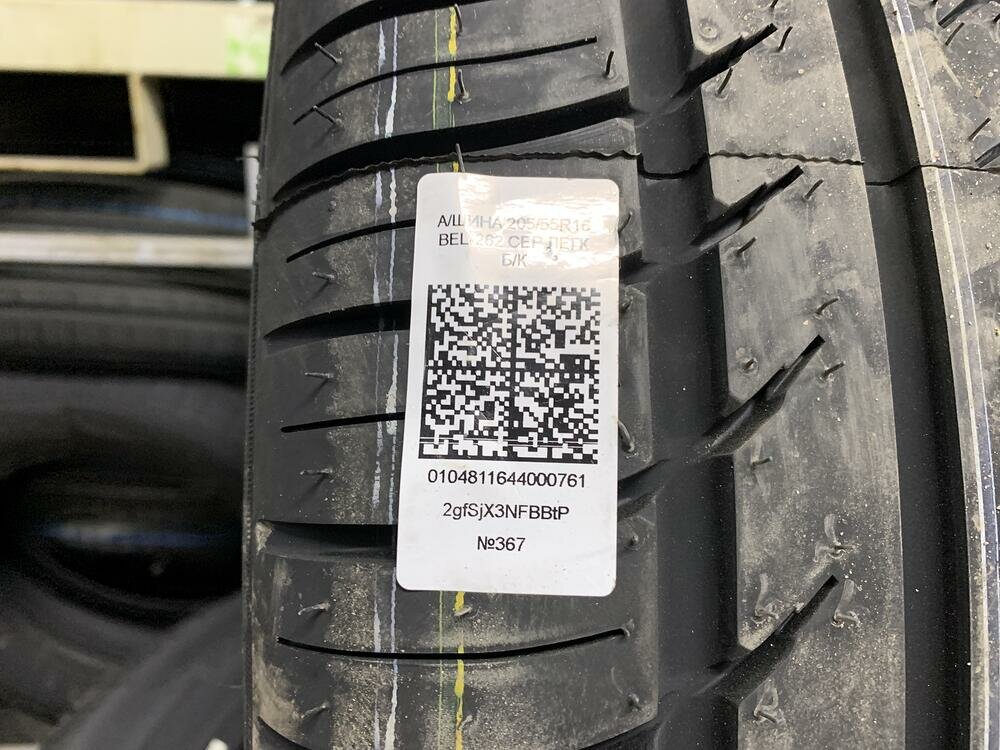 А/ШИНА 205/55R16
BEL-262 СЕР ЛЕГК
Б/К
0104811644000761
2gfSjX3NFBBtP
№367